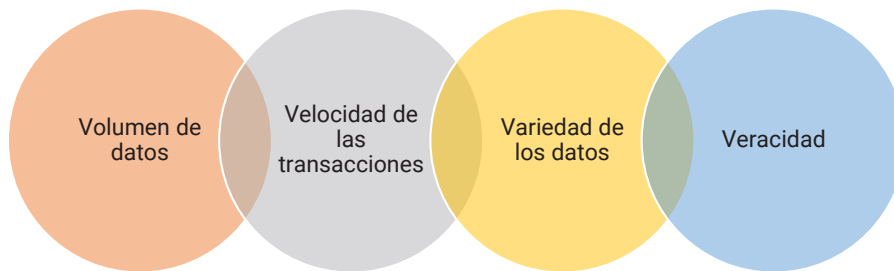 Volumen de
datos
Velocidad de
las
transacciones
Variedad de
los datos
Veracidad